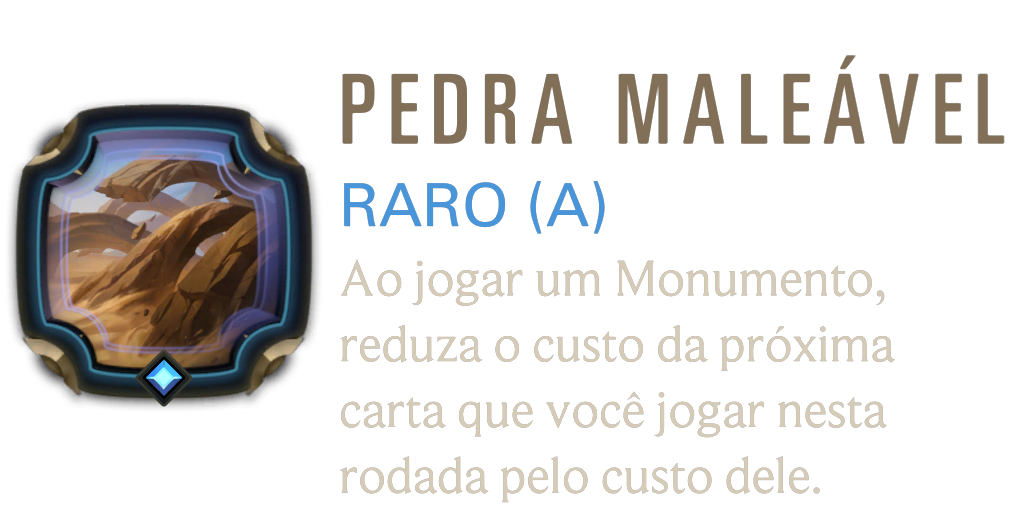 PEDRA MALEÁVEL
RARO (A)
Ao jogar um Monumento,
reduza o custo da próxima
carta que você jogar nesta
rodada pelo custo dele.